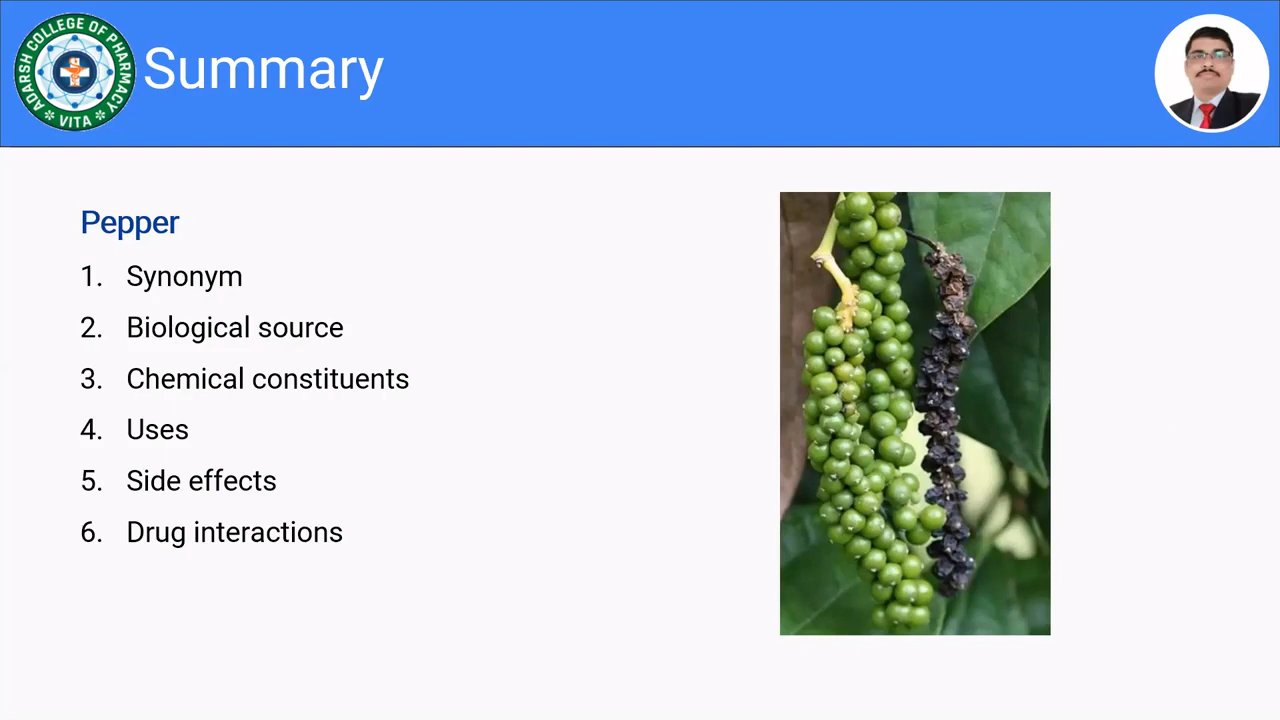 ADARSH COLLEGE OF PHARMACY
VITA
Summary
Pepper
1. Synonym
2. Biological source
3. Chemical constituents
4. Uses
5. Side effects
6. Drug interactions